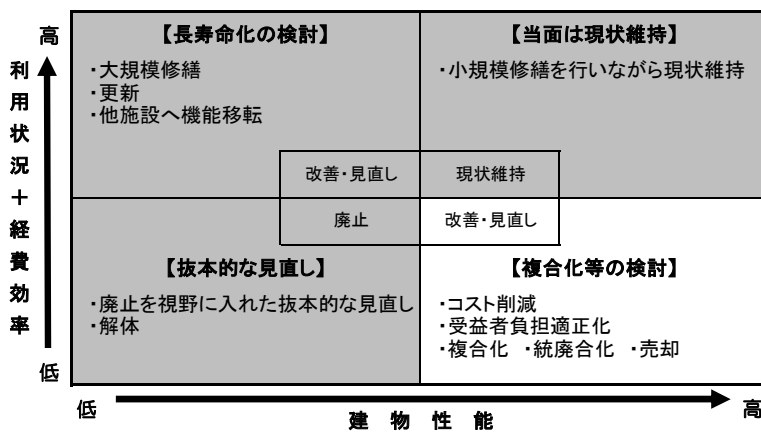 高
利用状況＋経費効率
低
【長寿命化の検討】
・大規模修繕
・更新
・他施設へ機能移転
【当面は現状維持】
・小規模修繕を行いながら現状維持
改善・見直し
現状維持
廃止
改善・見直し
【抜本的な見直し】
・廃止を視野に入れた抜本的な見直し
・解体
【複合化等の検討】
・コスト削減
・受益者負担適正化
・複合化 ・統廃合化 ・売却
低
建物性能
高